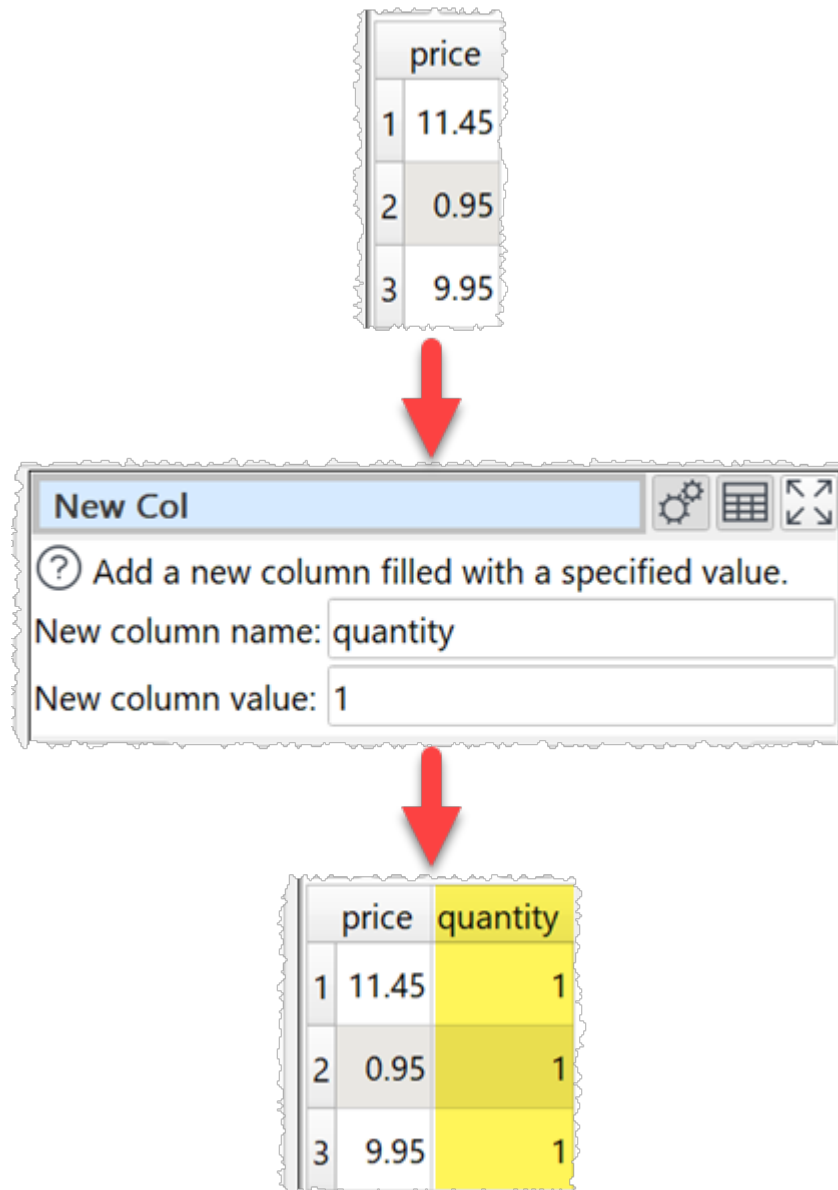 price
1 11.45
2 0.95
3 9.95
New Col
? Add a new column filled with a specified value.
New column name: quantity
New column value: 1
price quantity
1 11.45 1
2 0.95 1
3 9.95 1